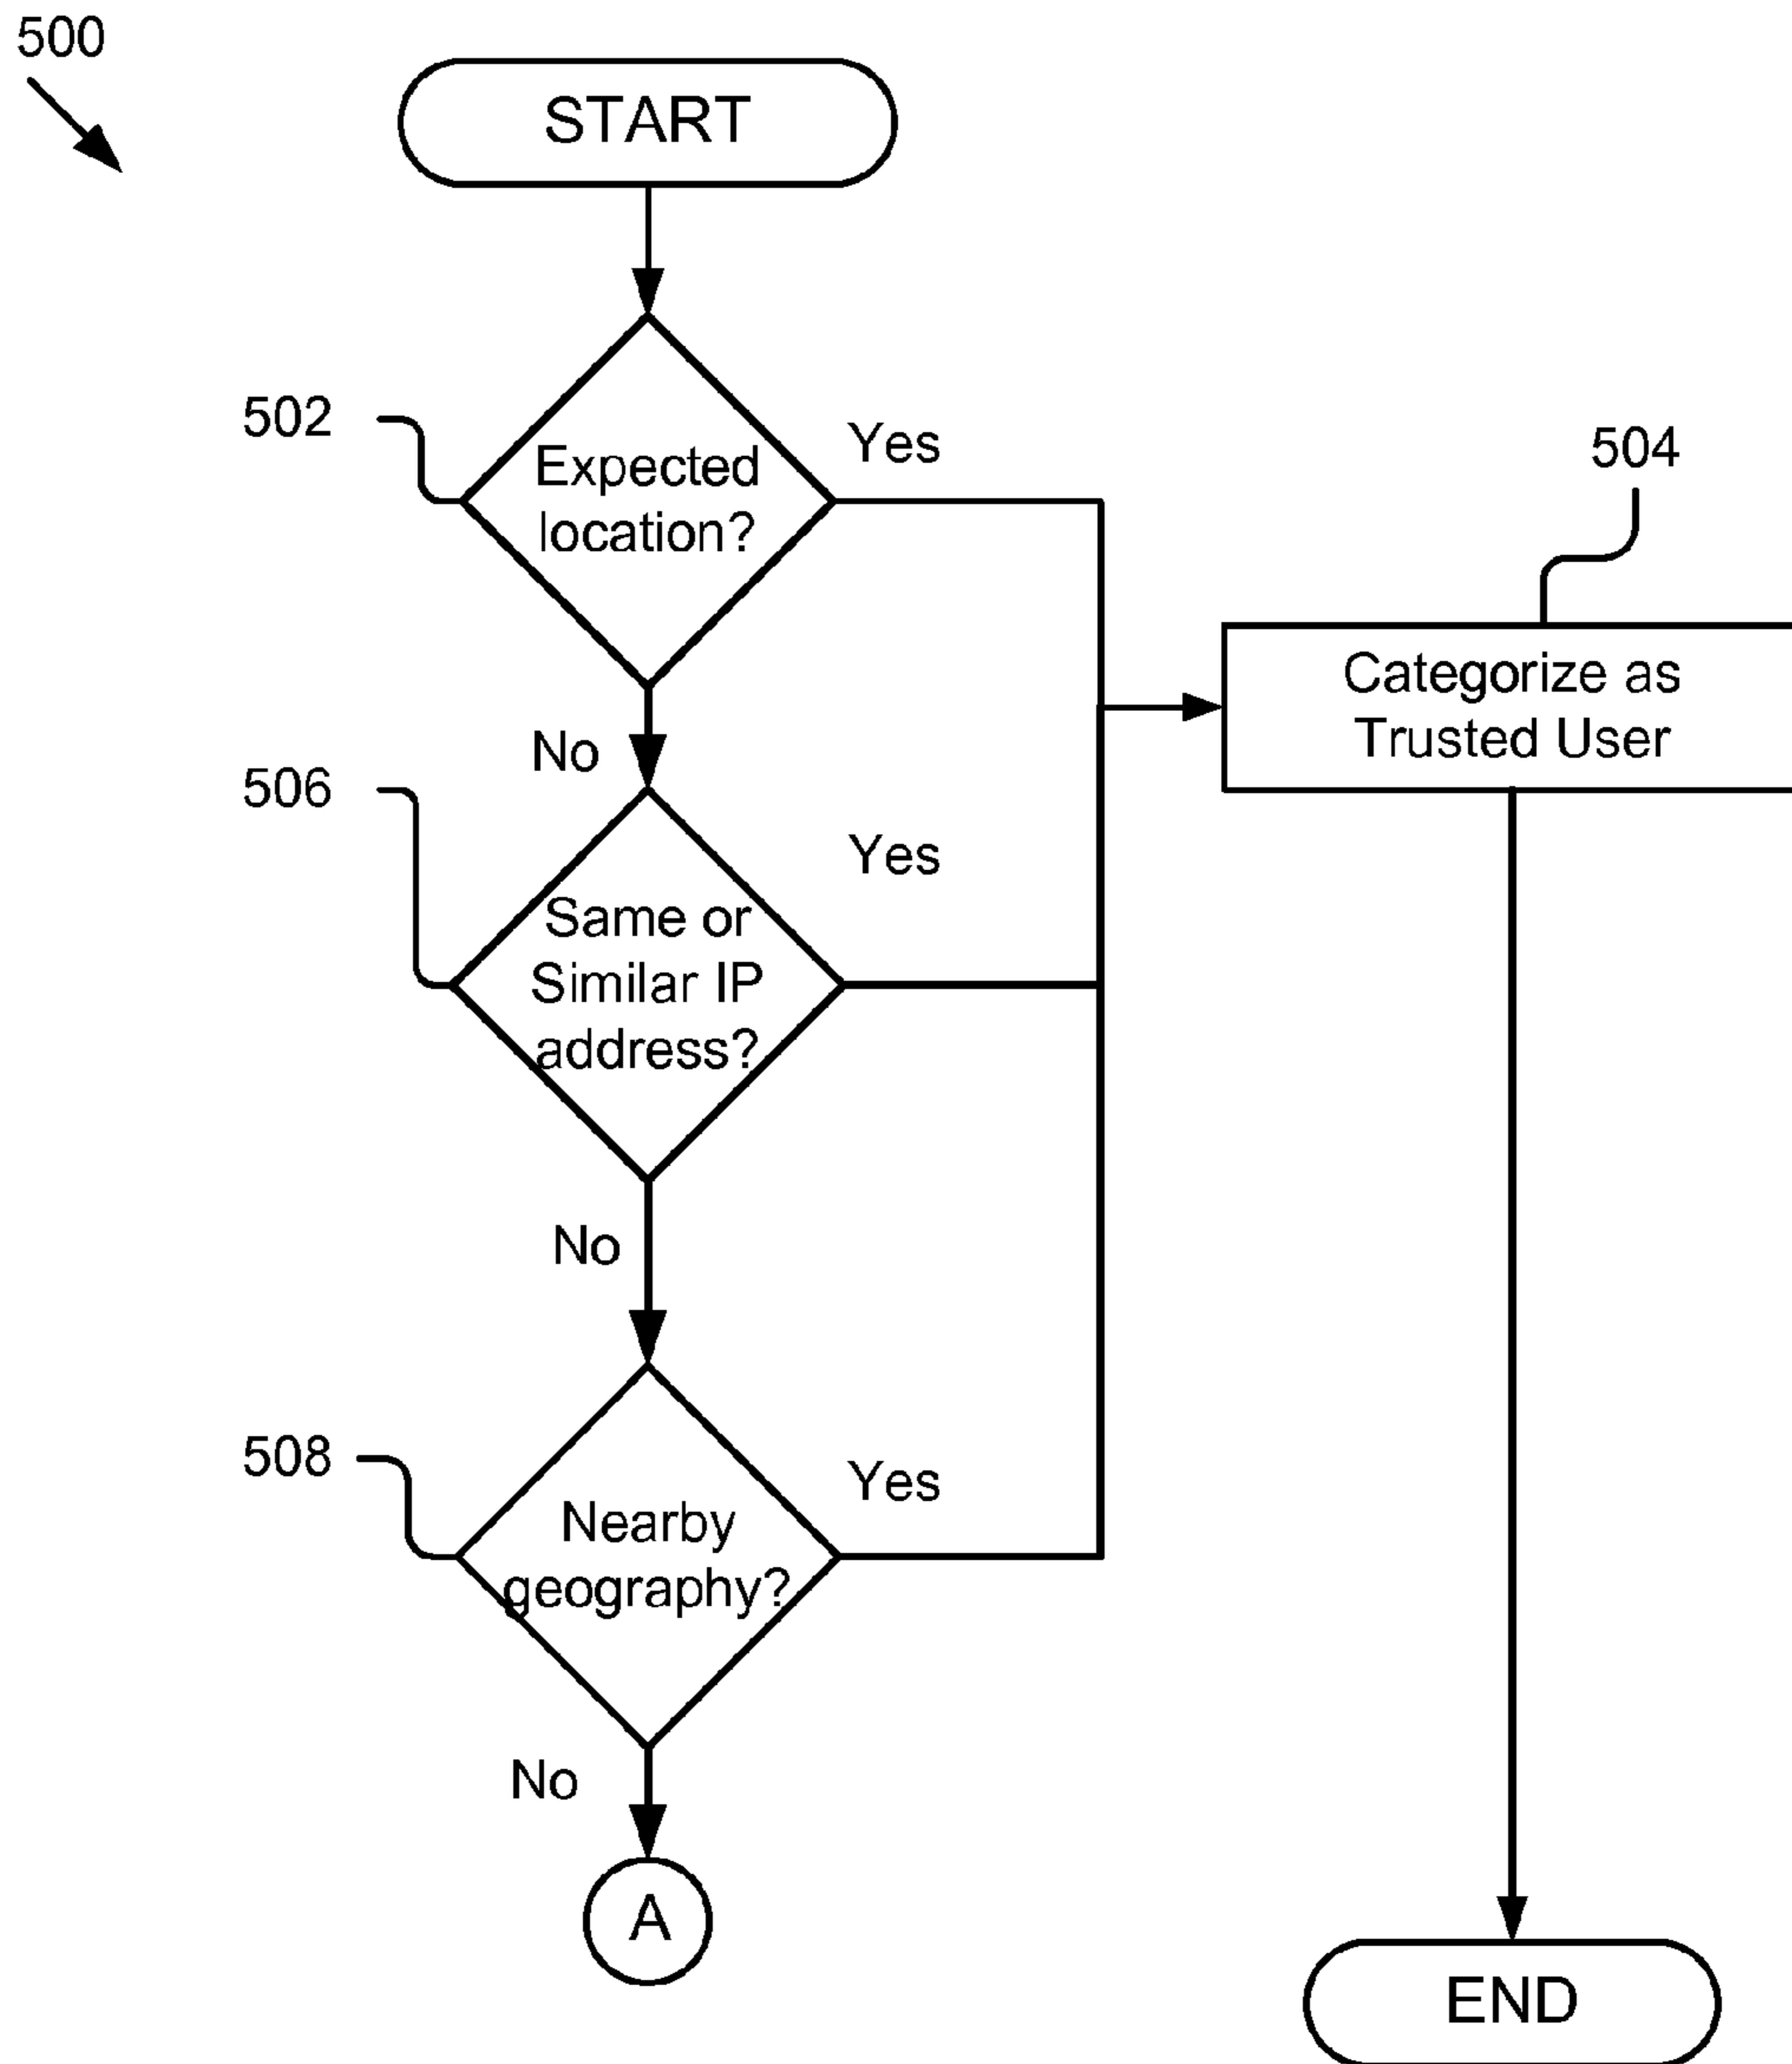 500
START
502
Expected
location?
Yes
504
Categorize as
Trusted User
No
506
Same or
Similar IP
address?
Yes
No
508
Nearby
geography?
Yes
No
A
END